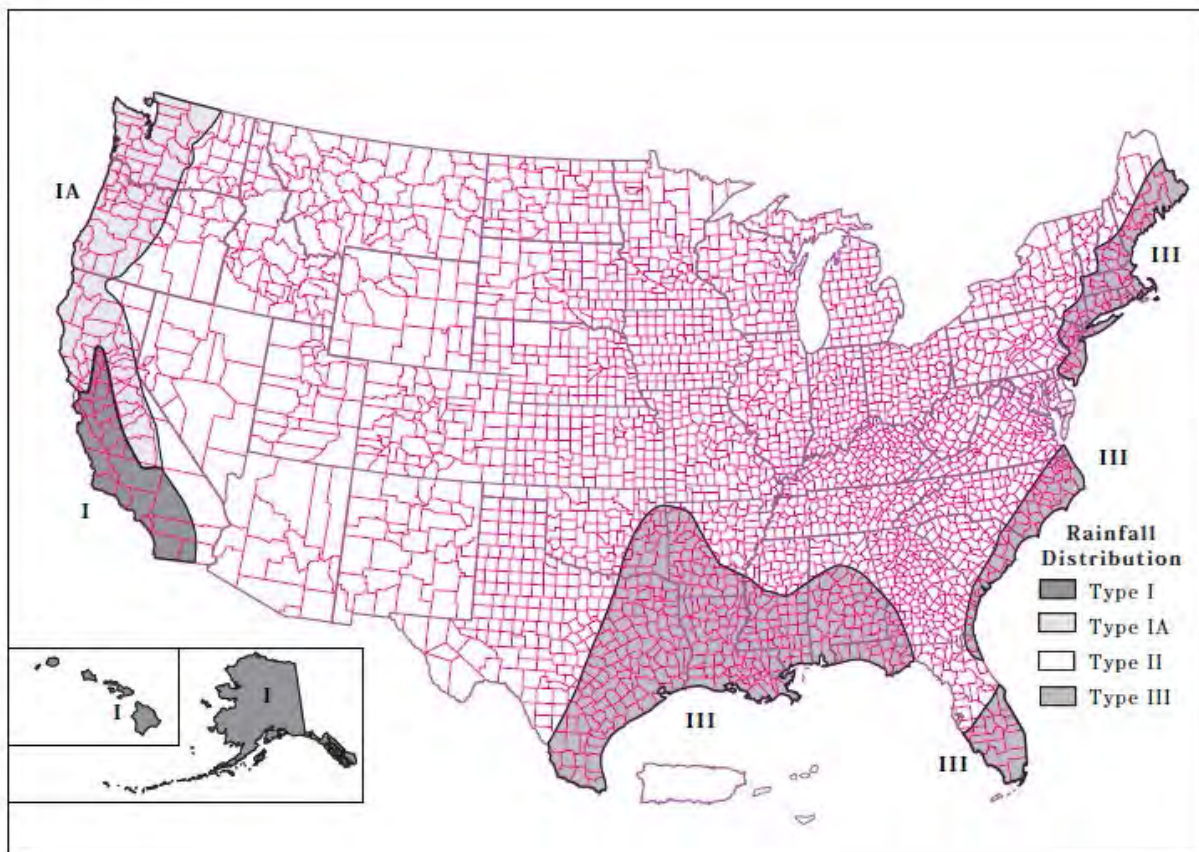 IA
III
III
I
Rainfall
Distribution
Type I
Type IA
Type II
Type III
I
I
III
III